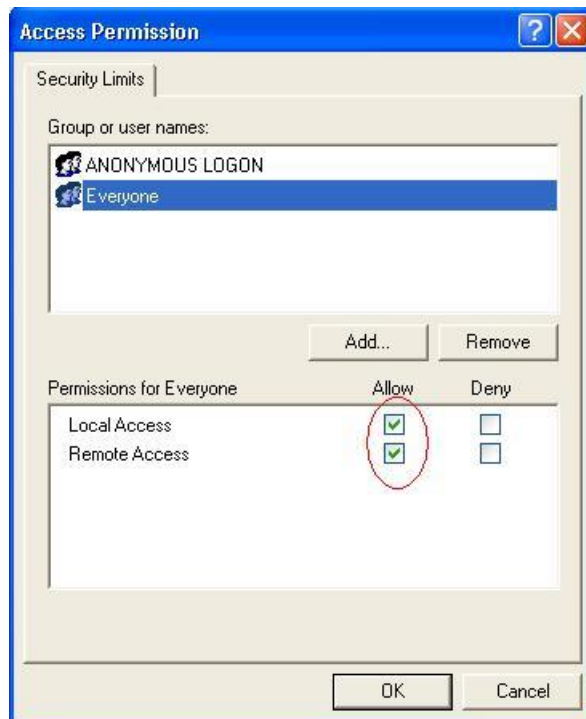 Access Permission
Security Limits
Group or user names:
ANONYMOUS LOGON
Everyone
Add... Remove
Permissions for Everyone Allow Deny
Local Access
Remote Access
OK Cancel